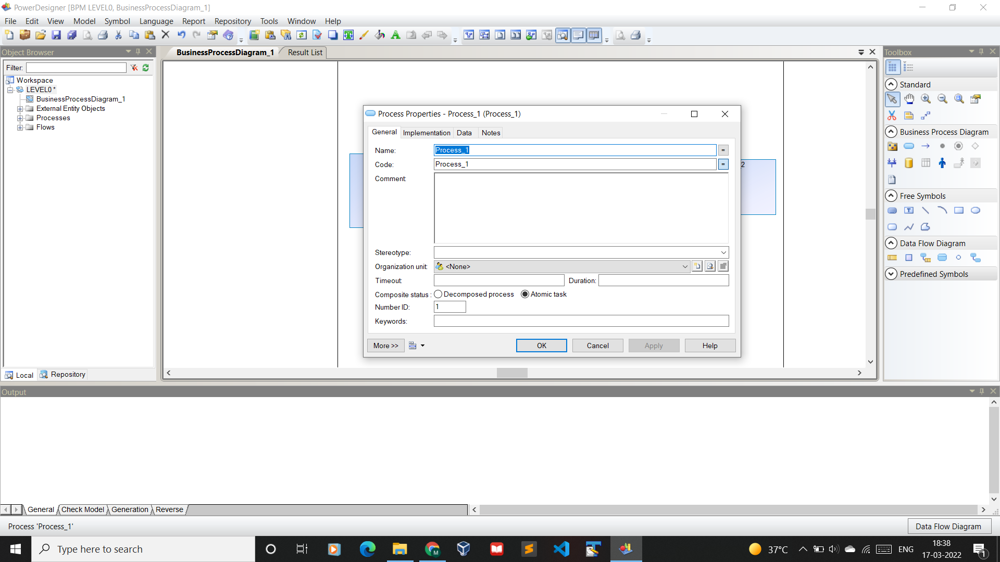 PowerDesigner [BPM LEVEL0, BusinessProcessDiagram_1]
File Edit View Model Symbol Language Report Repository Tools Window Help
Object Browser
BusinessProcessDiagram_1 Result List
Toolbox
Filter:
Workspace
LEVEL0 *
BusinessProcessDiagram_1
External Entity Objects
Processes
Flows
Local Repository
Process Properties - Process_1 (Process_1)
General Implementation Data Notes
Name: Process_1 =
Code: Process_1 =
Comment:
Stereotype:
Organization unit: <None>
Timeout: Duration:
Composite status : Decomposed process Atomic task
Number ID: 1
Keywords:
More >> OK Cancel Apply Help
_2
Standard
Business Process Diagram
Free Symbols
Data Flow Diagram
Predefined Symbols
Output
General Check Model Generation Reverse
Process 'Process_1'
Data Flow Diagram
Type here to search
37°C ENG
18:38
17-03-2022
1